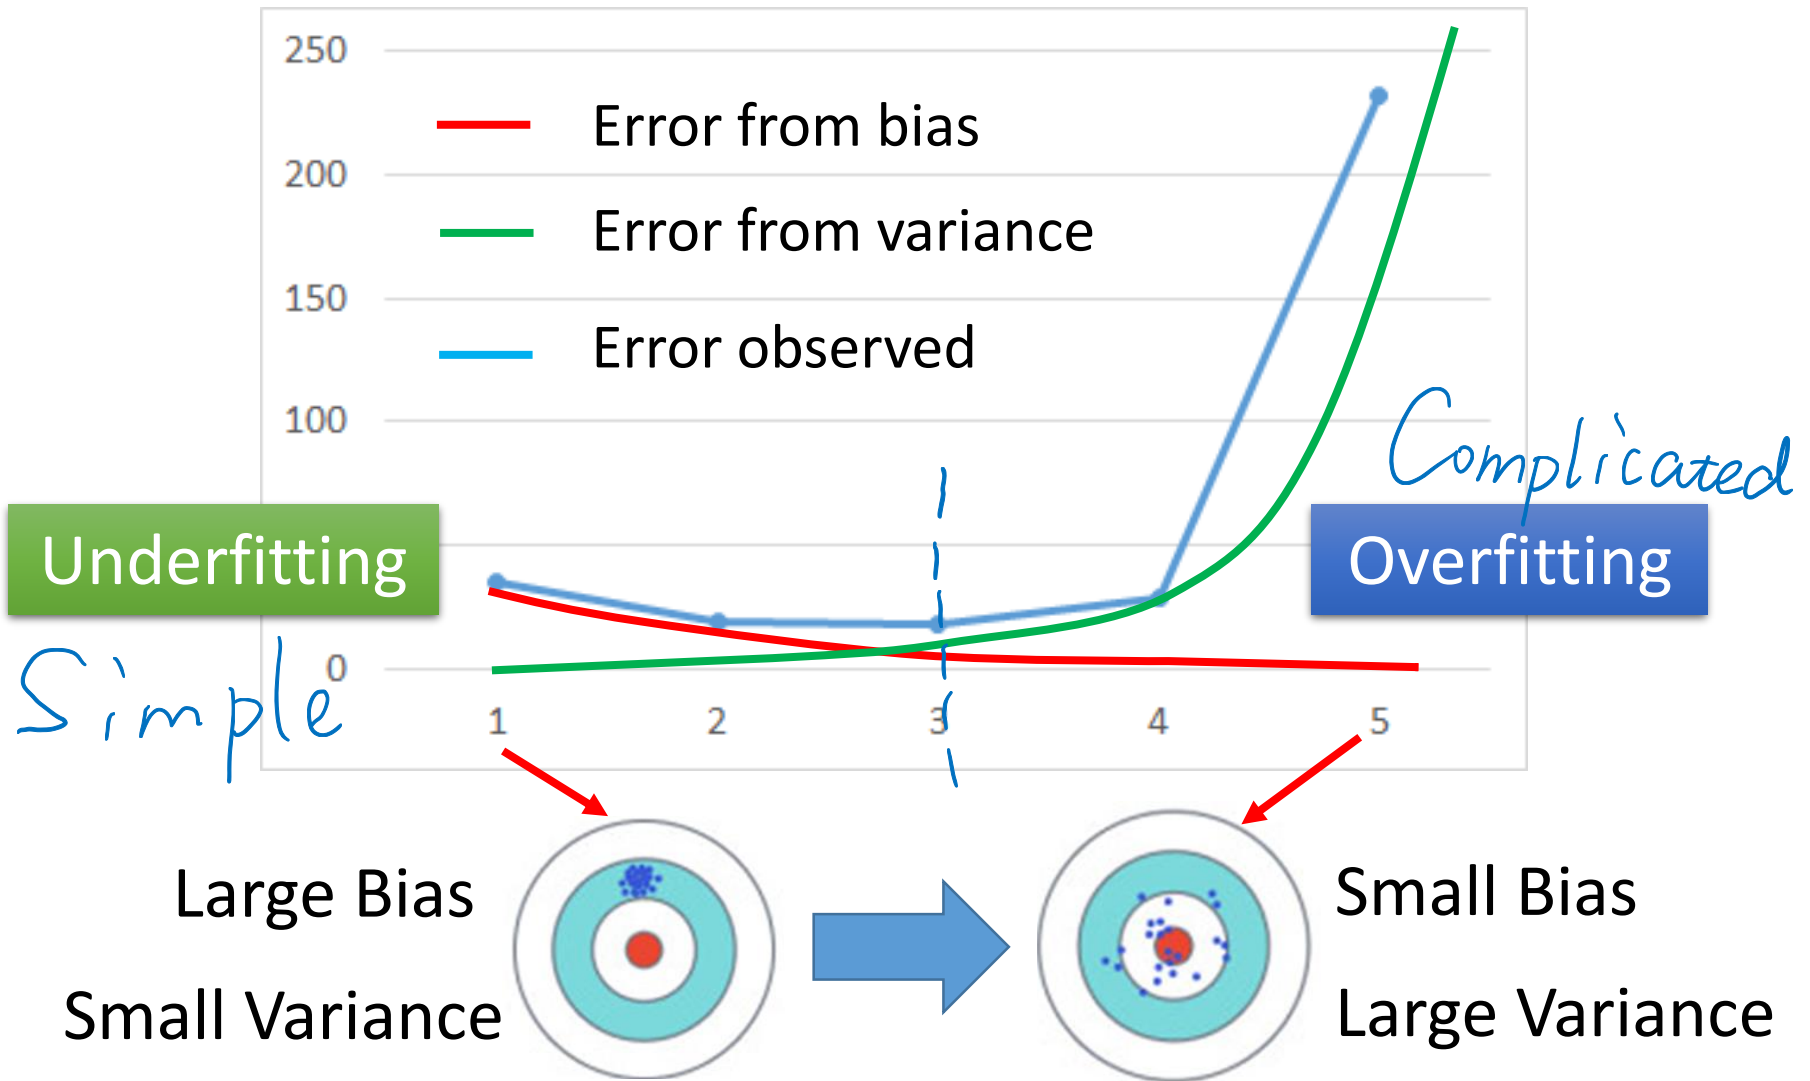 250
Error from bias
200
Error from variance
150
Error observed
100
Complicated
Underfitting
Overfitting
0
Simple
1 2 3 4 5
Large Bias
Small Bias
Small Variance
Large Variance